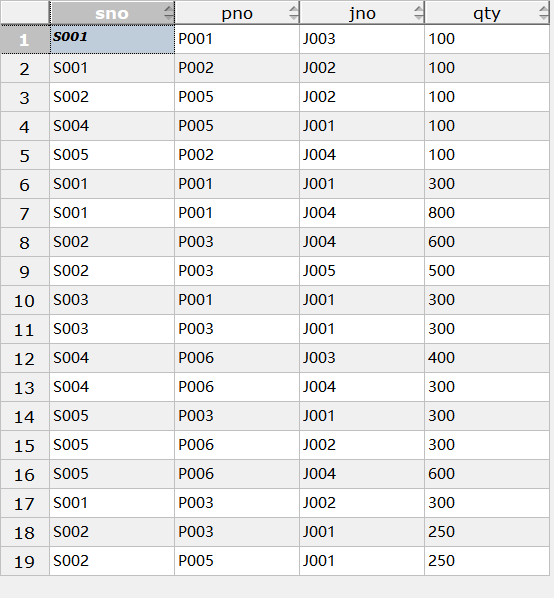 sno pno jno qty
1 S001 P001 J003 100
2 S001 P002 J002 100
3 S002 P005 J002 100
4 S004 P005 J001 100
5 S005 P002 J004 100
6 S001 P001 J001 300
7 S001 P001 J004 800
8 S002 P003 J004 600
9 S002 P003 J005 500
10 S003 P001 J001 300
11 S003 P003 J001 300
12 S004 P006 J003 400
13 S004 P006 J004 300
14 S005 P003 J001 300
15 S005 P006 J002 300
16 S005 P006 J004 600
17 S001 P003 J002 300
18 S002 P003 J001 250
19 S002 P005 J001 250